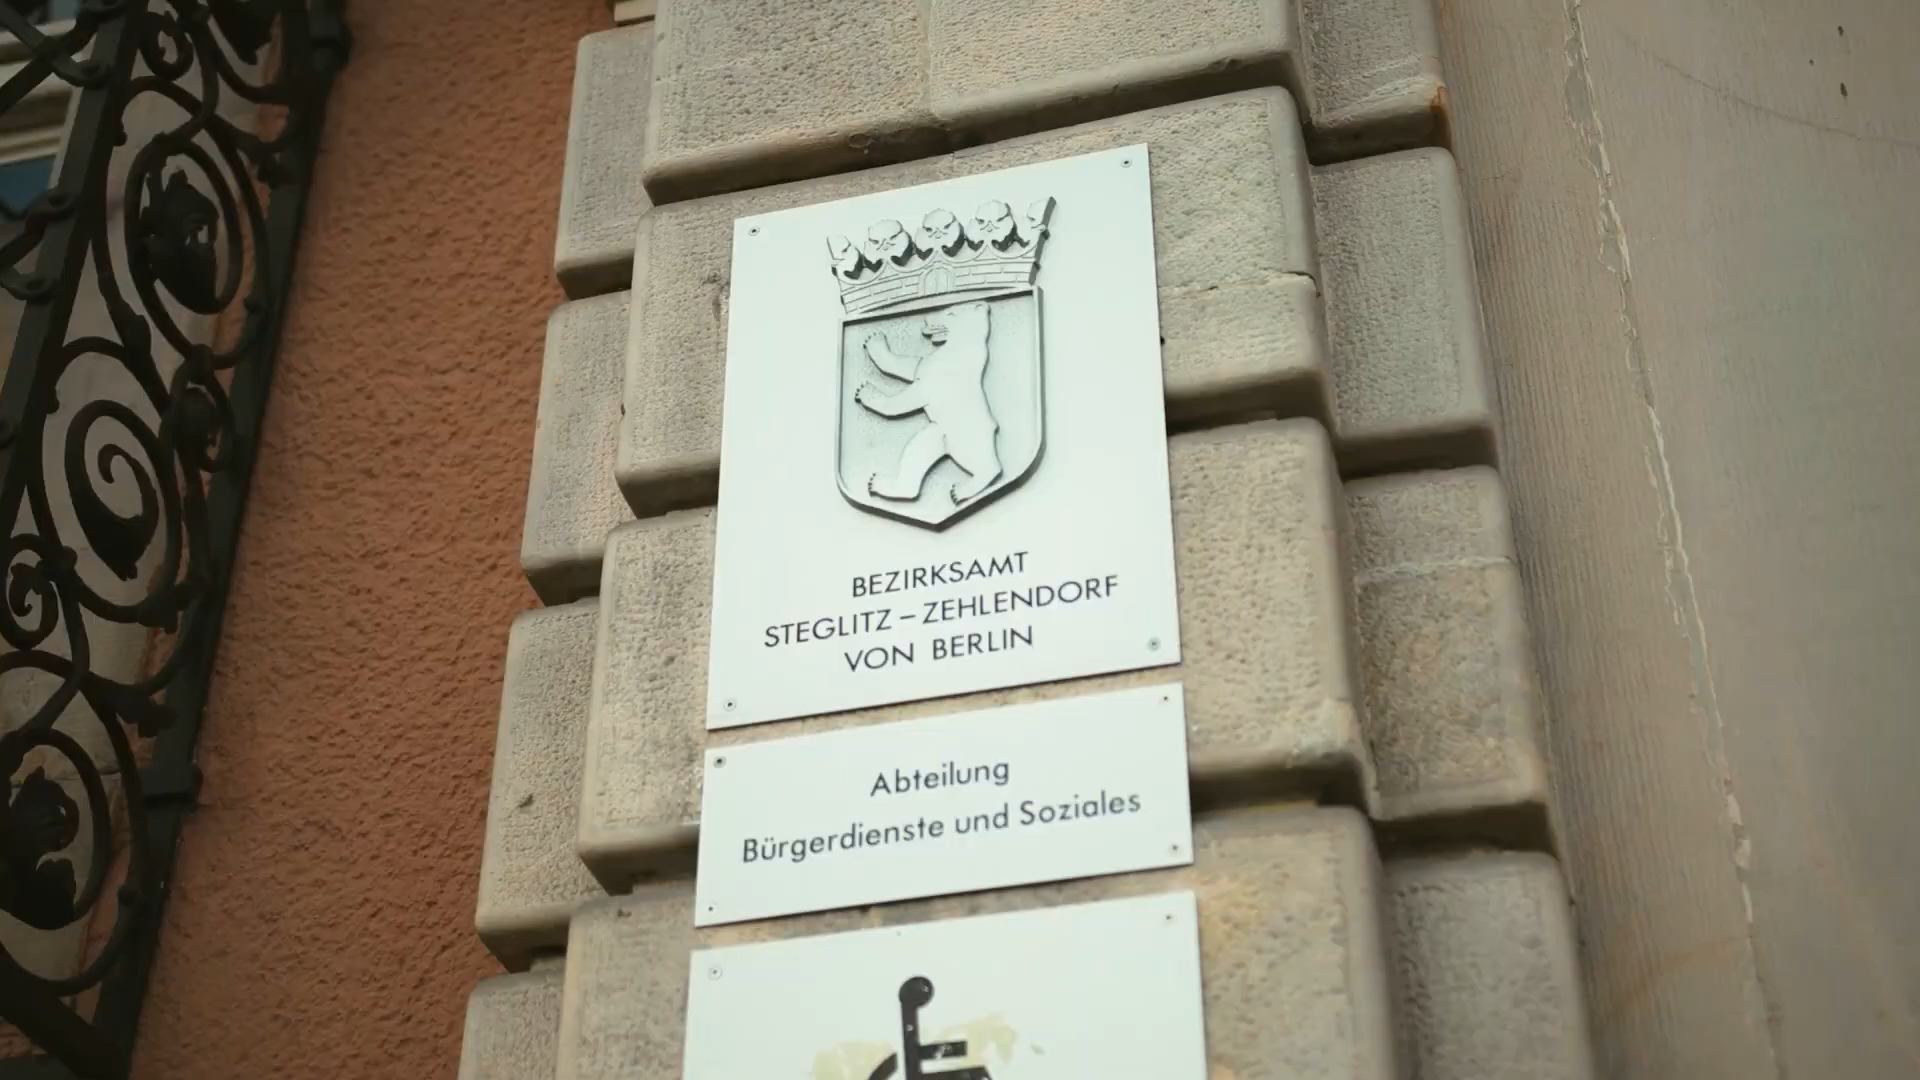 BEZIRKSAMT
STEGLITZ – ZEHLENDORF
VON BERLIN
Abteilung
Bürgerdienste und Soziales